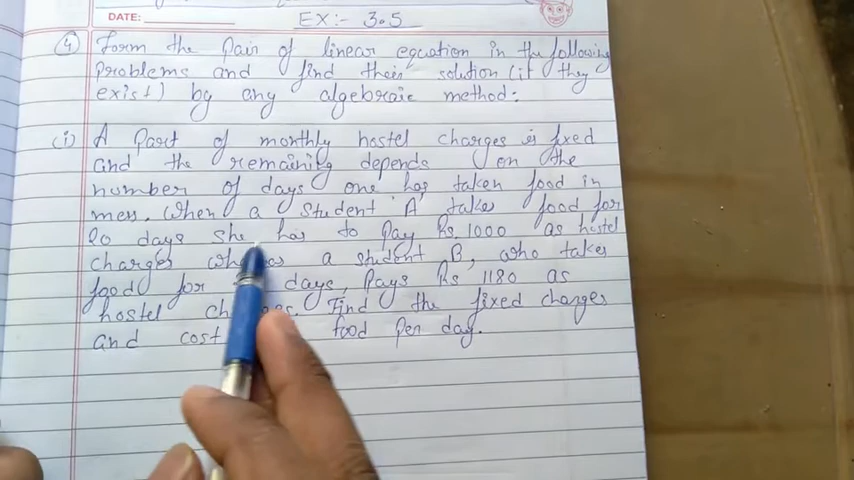 DATE:
EX:- 3.5
4 Form the pair of linear equation in the following
problems and find their solution (if they
exist) by any algebraic method:
(i) A part of monthly hostel charges is fixed
and the remaining depends on the
number of days one has taken food in
mess. When a student 'A' takes food for
20 days she has to pay Rs 1000 as hostel
charges a student B, who takes
food for days, pays Rs 1180 as
hostel Find the fixed charges
and cost food per day.